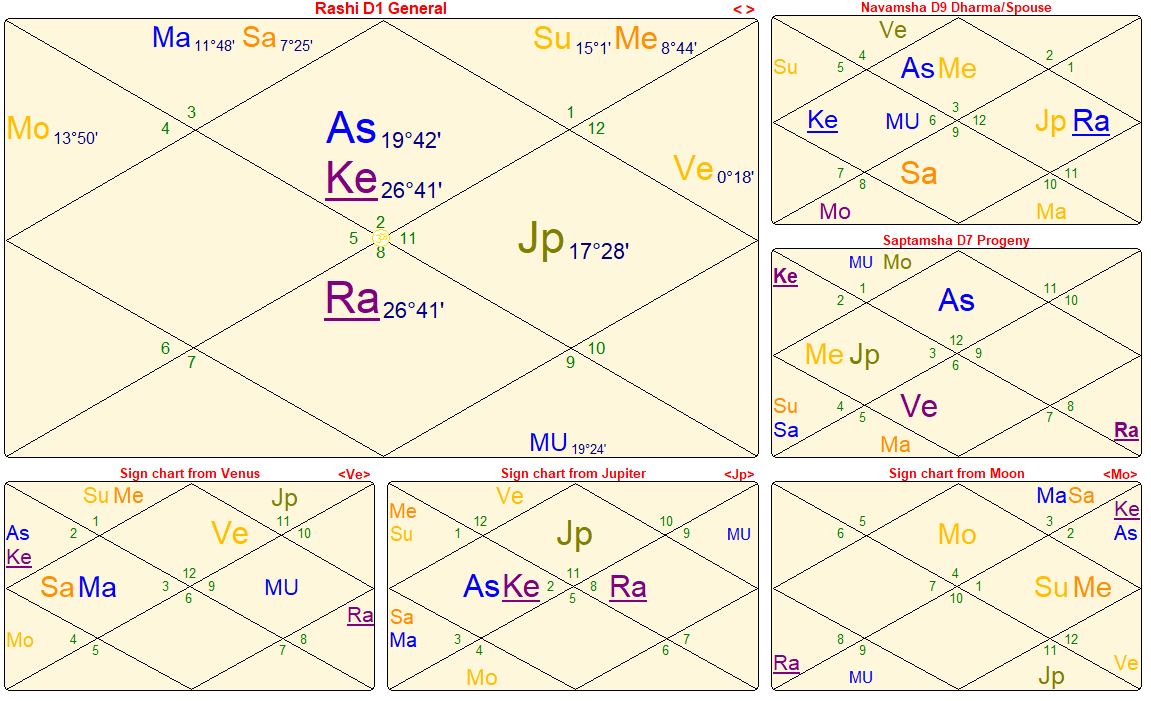 Rashi D1 General
< >
Ma 11°48' Sa 7°25'
Su 15°1' Me 8°44'
3
1
Mo 13°50'
4
As 19°42'
12
Ve 0°18'
Ke 26°41'
2
5
11
8
Jp 17°28'
Ra 26°41'
6
10
7
9
MU 19°24'
Navamsha D9 Dharma/Spouse
Ve
4
2
Su
5
As Me
1
3
Ke
MU
6
12
Jp Ra
9
7
Sa
11
8
10
Mo
Ma
Saptamsha D7 Progeny
MU Mo
Ke
1
11
2
As
10
12
Me Jp
3
9
6
Su
4
Ve
8
Sa
5
7
Ma
Ra
Sign chart from Venus
<Ve>
Su Me
Jp
1
11
As
2
Ve
10
Ke
12
Sa Ma
3
9
MU
6
Ra
Mo
4
8
5
7
Sign chart from Jupiter
<Jp>
Ve
Me
12
10
Su
1
Jp
9
MU
11
As Ke
2
8
Ra
5
Sa
Ma
3
7
4
6
Mo
Sign chart from Moon
<Mo>
Ma Sa
Ke
5
3
6
Mo
2
As
4
7
1
Su Me
10
8
12
9
11
Ra
Ve
MU
Jp